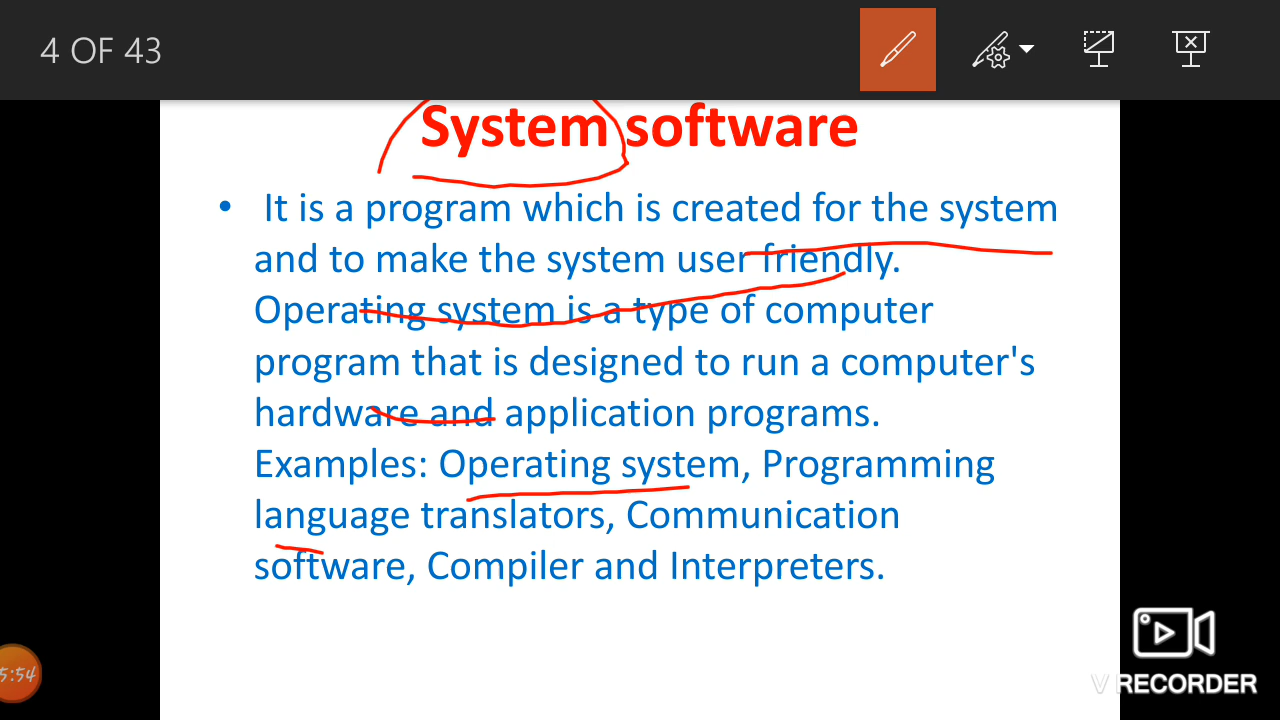 4 OF 43
System software
• It is a program which is created for the system
and to make the system user friendly.
Operating system is a type of computer
program that is designed to run a computer's
hardware and application programs.
Examples: Operating system, Programming
language translators, Communication
software, Compiler and Interpreters.
5:54
V RECORDER